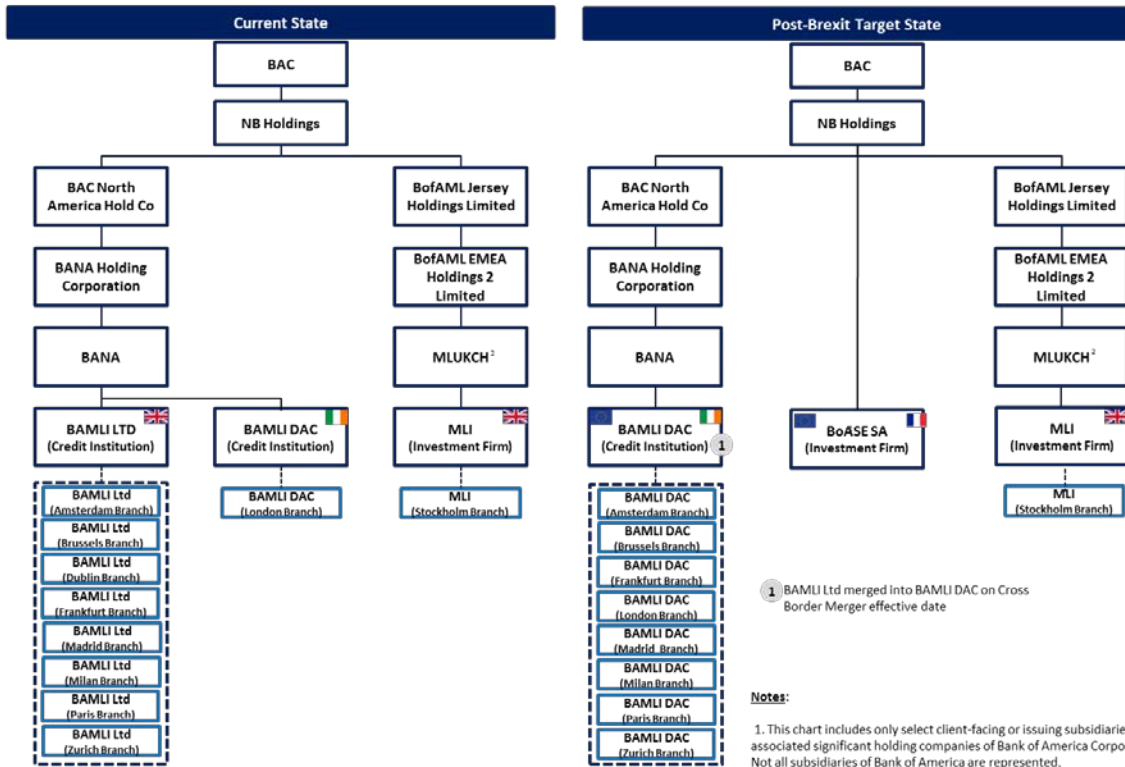 Current State
BAC
NB Holdings
BAC North
America Hold Co
BofAML Jersey
Holdings Limited
BANA Holding
Corporation
BofAML EMEA
Holdings 2
Limited
BANA
MLUKCH²
BAMLI LTD
(Credit Institution)
BAMLI DAC
(Credit Institution)
MLI
(Investment Firm)
BAMLI Ltd
(Amsterdam Branch)
BAMLI Ltd
(Brussels Branch)
BAMLI Ltd
(Dublin Branch)
BAMLI Ltd
(Frankfurt Branch)
BAMLI Ltd
(Madrid Branch)
BAMLI Ltd
(Milan Branch)
BAMLI Ltd
(Paris Branch)
BAMLI Ltd
(Zurich Branch)
BAMLI DAC
(London Branch)
MLI
(Stockholm Branch)
Post-Brexit Target State
BAC
NB Holdings
BAC North
America Hold Co
BofAML Jersey
Holdings Limited
BANA Holding
Corporation
BofAML EMEA
Holdings 2
Limited
BANA
MLUKCH²
BAMLI DAC
(Credit Institution)
1
BoASE SA
(Investment Firm)
MLI
(Investment Firm)
BAMLI DAC
(Amsterdam Branch)
BAMLI DAC
(Brussels Branch)
BAMLI DAC
(Frankfurt Branch)
BAMLI DAC
(London Branch)
BAMLI DAC
(Madrid Branch)
BAMLI DAC
(Milan Branch)
BAMLI DAC
(Paris Branch)
BAMLI DAC
(Zurich Branch)
MLI
(Stockholm Branch)
1 BAMLI Ltd merged into BAMLI DAC on Cross
Border Merger effective date
Notes:
1. This chart includes only select client-facing or issuing subsidiarie
associated significant holding companies of Bank of America Corpo
Not all subsidiaries of Bank of America are represented.